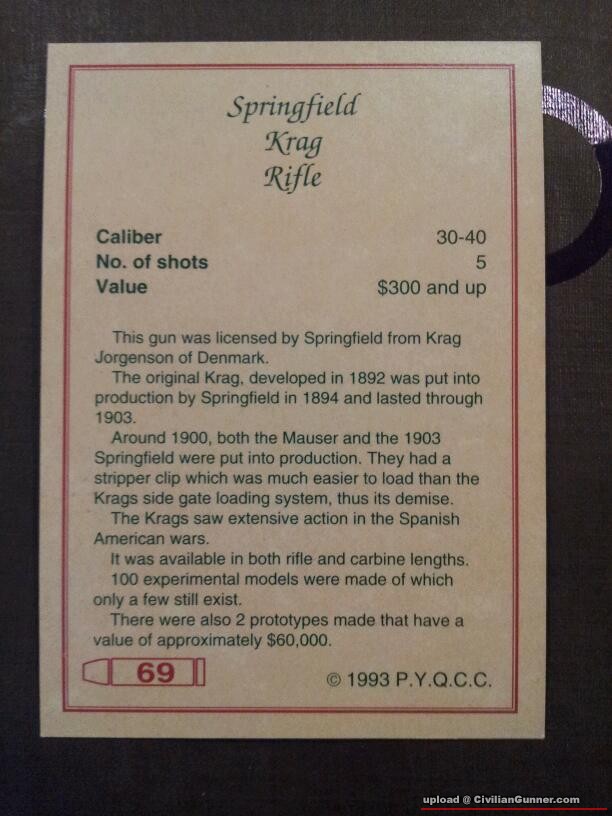 Springfield
Krag
Rifle
Caliber 30-40
No. of shots 5
Value $300 and up
This gun was licensed by Springfield from Krag
Jorgenson of Denmark.
The original Krag, developed in 1892 was put into
production by Springfield in 1894 and lasted through
1903.
Around 1900, both the Mauser and the 1903
Springfield were put into production. They had a
stripper clip which was much easier to load than the
Krags side gate loading system, thus its demise.
The Krags saw extensive action in the Spanish
American wars.
It was available in both rifle and carbine lengths.
100 experimental models were made of which
only a few still exist.
There were also 2 prototypes made that have a
value of approximately $60,000.
69 © 1993 P.Y.Q.C.C.
upload @ CivilianGunner.com